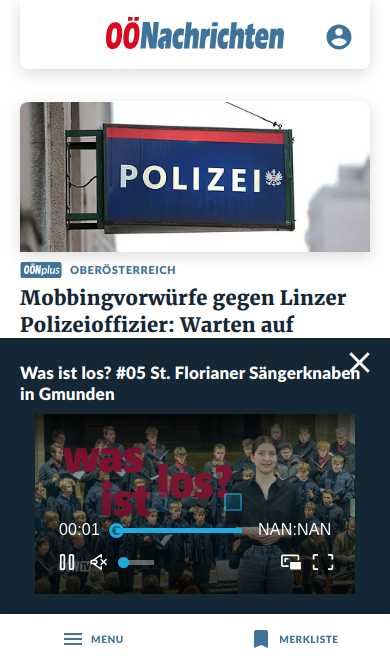 OÖNachrichten
POLIZEI
OÖNplus OBERÖSTERREICH
Mobbingvorwürfe gegen Linzer
Polizeioffizier: Warten auf
Was ist los? #05 St. Florianer Sängerknaben
in Gmunden
was
ist los?
00:01 NAN:NAN
MENU MERKLISTE